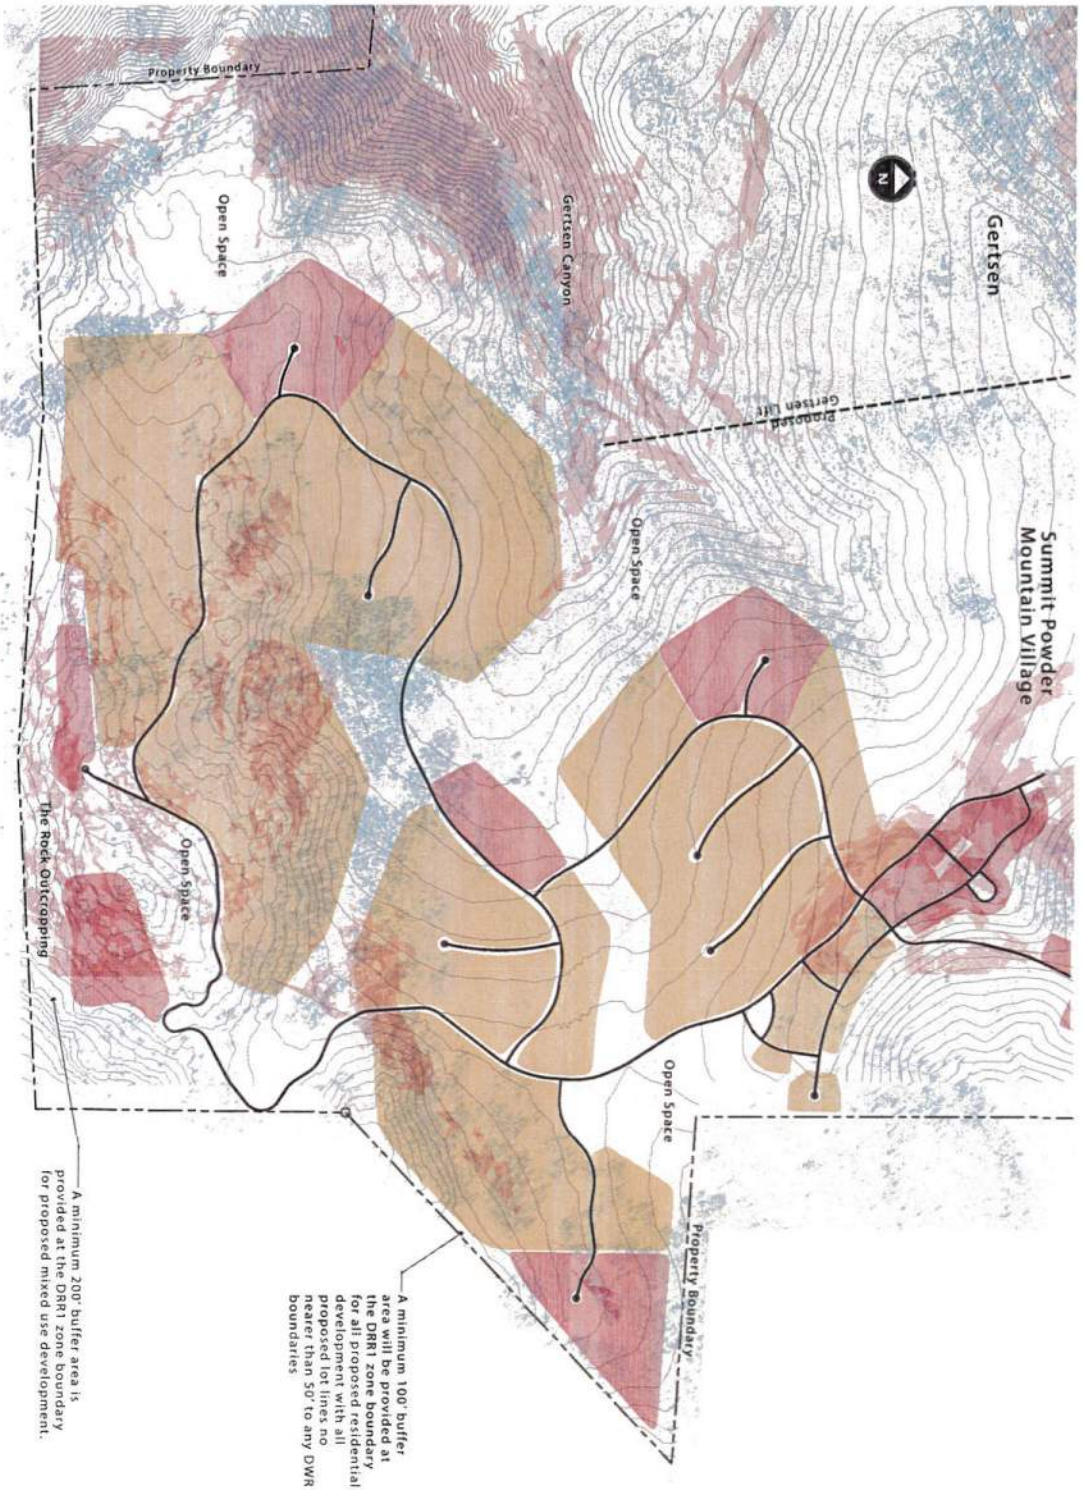 Gertsen
N
Summit Powder
Mountain Village
Proposed
Gertsen Lift
Gertsen Canyon
Open Space
Open Space
Open Space
Open Space
Property Boundary
Property Boundary
The Rock Outcropping
A minimum 100' buffer
area will be provided at
the DRR1 zone boundary
for all proposed residential
development with all
proposed lot lines no
nearer than 50' to any DWR
boundaries
A minimum 200' buffer area is
provided at the DRR1 zone boundary
for proposed mixed use development.